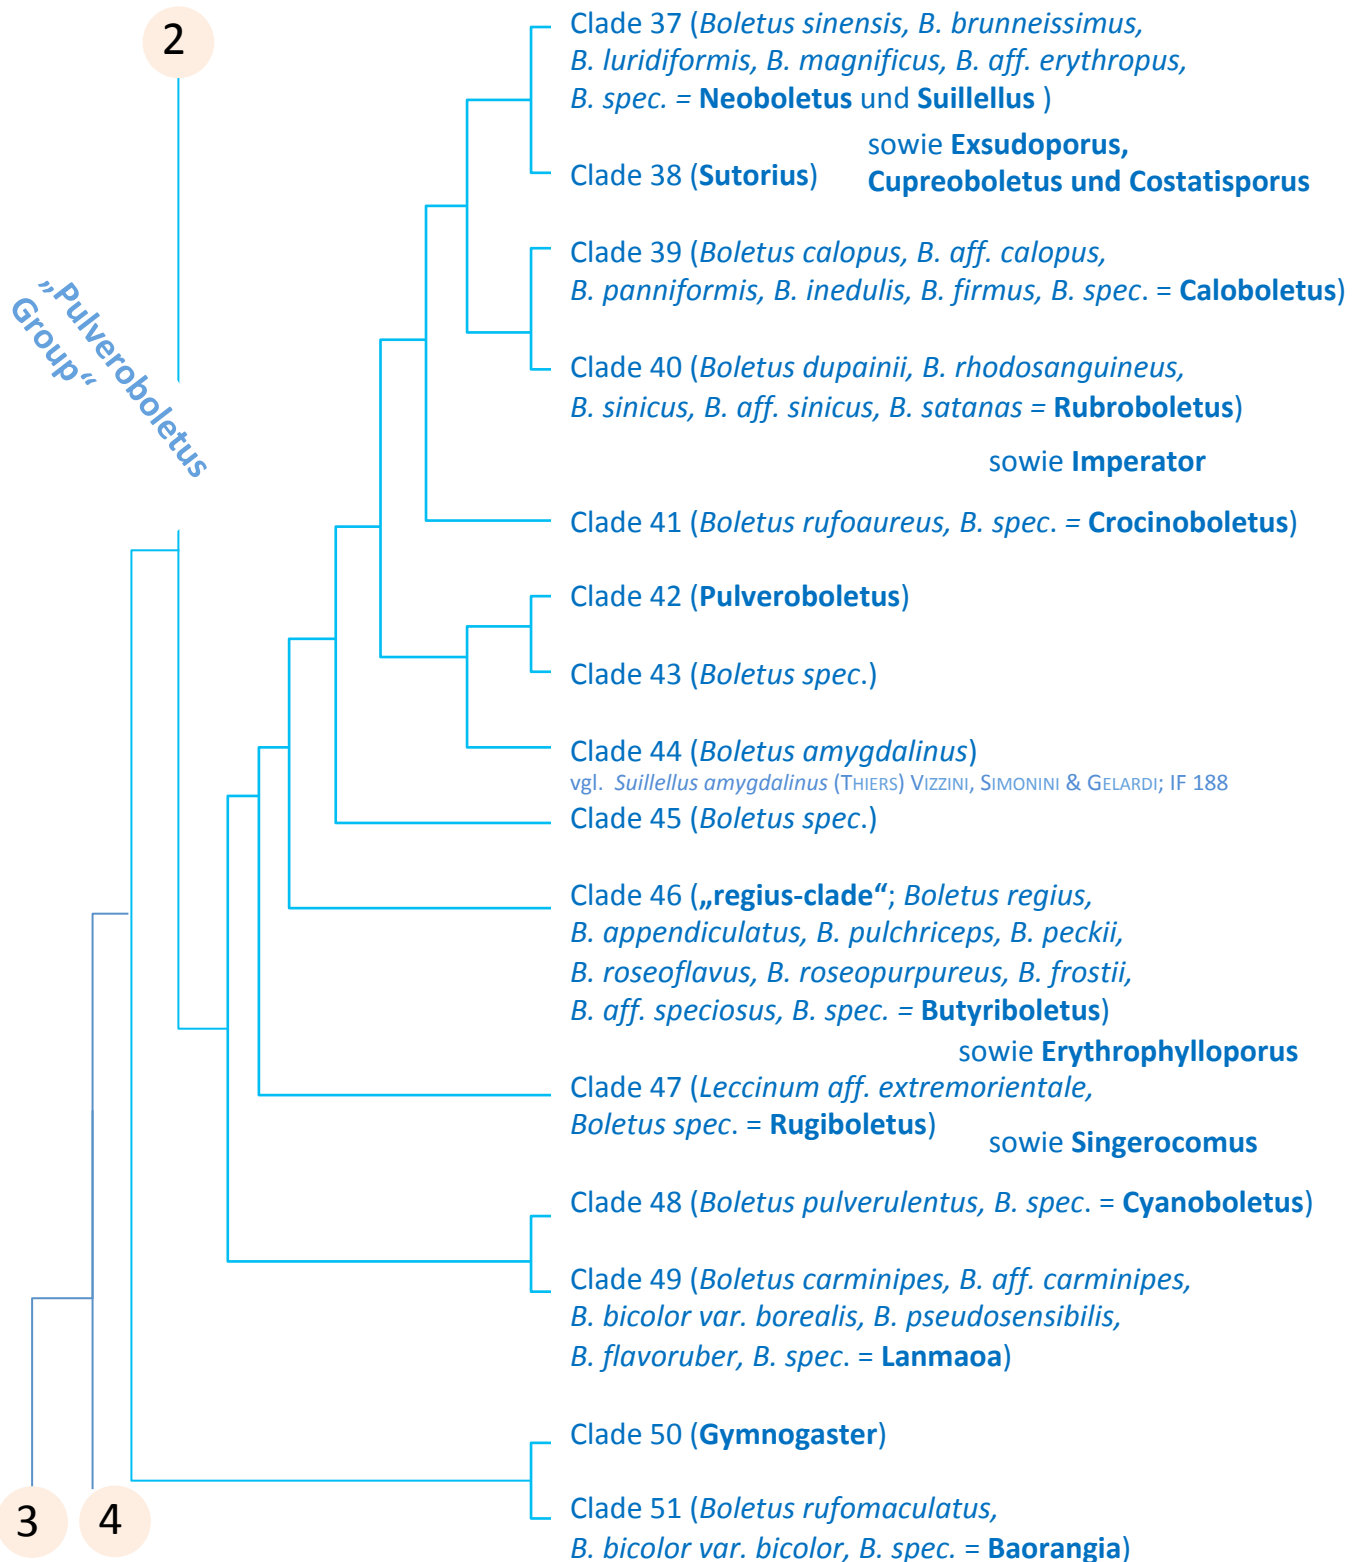 2
Clade 37 (Boletus sinensis, B. brunneissimus,
B. luridiformis, B. magnificus, B. aff. erythropus,
B. spec. = Neoboletus und Suillellus )
sowie Exsudoporus,
Cupreoboletus und Costatisporus
Clade 38 (Sutorius)
Clade 39 (Boletus calopus, B. aff. calopus,
B. panniformis, B. inedulis, B. firmus, B. spec. = Caloboletus)
„Pulveroboletus
Group“
Clade 40 (Boletus dupainii, B. rhodosanguineus,
B. sinicus, B. aff. sinicus, B. satanas = Rubroboletus)
sowie Imperator
Clade 41 (Boletus rufoaureus, B. spec. = Crocinoboletus)
Clade 42 (Pulveroboletus)
Clade 43 (Boletus spec.)
Clade 44 (Boletus amygdalinus)
vgl. Suillellus amygdalinus (THIERS) VIZZINI, SIMONINI & GELARDI; IF 188
Clade 45 (Boletus spec.)
Clade 46 („regius-clade“; Boletus regius,
B. appendiculatus, B. pulchriceps, B. peckii,
B. roseoflavus, B. roseopurpureus, B. frostii,
B. aff. speciosus, B. spec. = Butyriboletus)
sowie Erythrophylloporus
Clade 47 (Leccinum aff. extremorientale,
Boletus spec. = Rugiboletus)
sowie Singerocomus
Clade 48 (Boletus pulverulentus, B. spec. = Cyanoboletus)
Clade 49 (Boletus carminipes, B. aff. carminipes,
B. bicolor var. borealis, B. pseudosensibilis,
B. flavoruber, B. spec. = Lanmaoa)
Clade 50 (Gymnogaster)
Clade 51 (Boletus rufomaculatus,
B. bicolor var. bicolor, B. spec. = Baorangia)
3
4